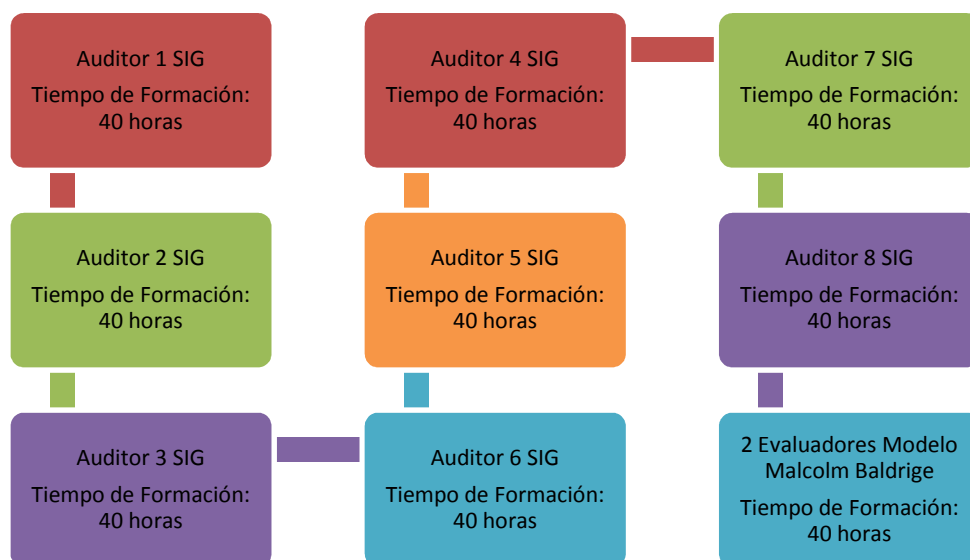 Auditor 1 SIG
Tiempo de Formación:
40 horas
Auditor 2 SIG
Tiempo de Formación:
40 horas
Auditor 3 SIG
Tiempo de Formación:
40 horas
Auditor 4 SIG
Tiempo de Formación:
40 horas
Auditor 5 SIG
Tiempo de Formación:
40 horas
Auditor 6 SIG
Tiempo de Formación:
40 horas
Auditor 7 SIG
Tiempo de Formación:
40 horas
Auditor 8 SIG
Tiempo de Formación:
40 horas
2 Evaluadores Modelo
Malcolm Baldrige
Tiempo de Formación:
40 horas